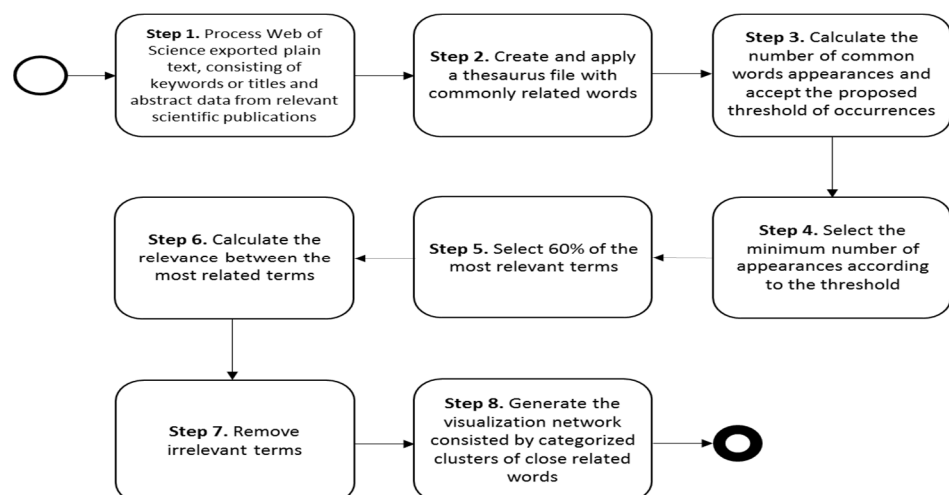 Step 1. Process Web of
Science exported plain
text, consisting of
keywords or titles and
abstract data from relevant
scientific publications
Step 2. Create and apply
a thesaurus file with
commonly related words
Step 3. Calculate the
number of common
words appearances and
accept the proposed
threshold of occurrences
Step 4. Select the
minimum number of
appearances according
to the threshold
Step 5. Select 60% of the
most relevant terms
Step 6. Calculate the
relevance between the
most related terms
Step 7. Remove
irrelevant terms
Step 8. Generate the
visualization network
consisted by categorized
clusters of close related
words